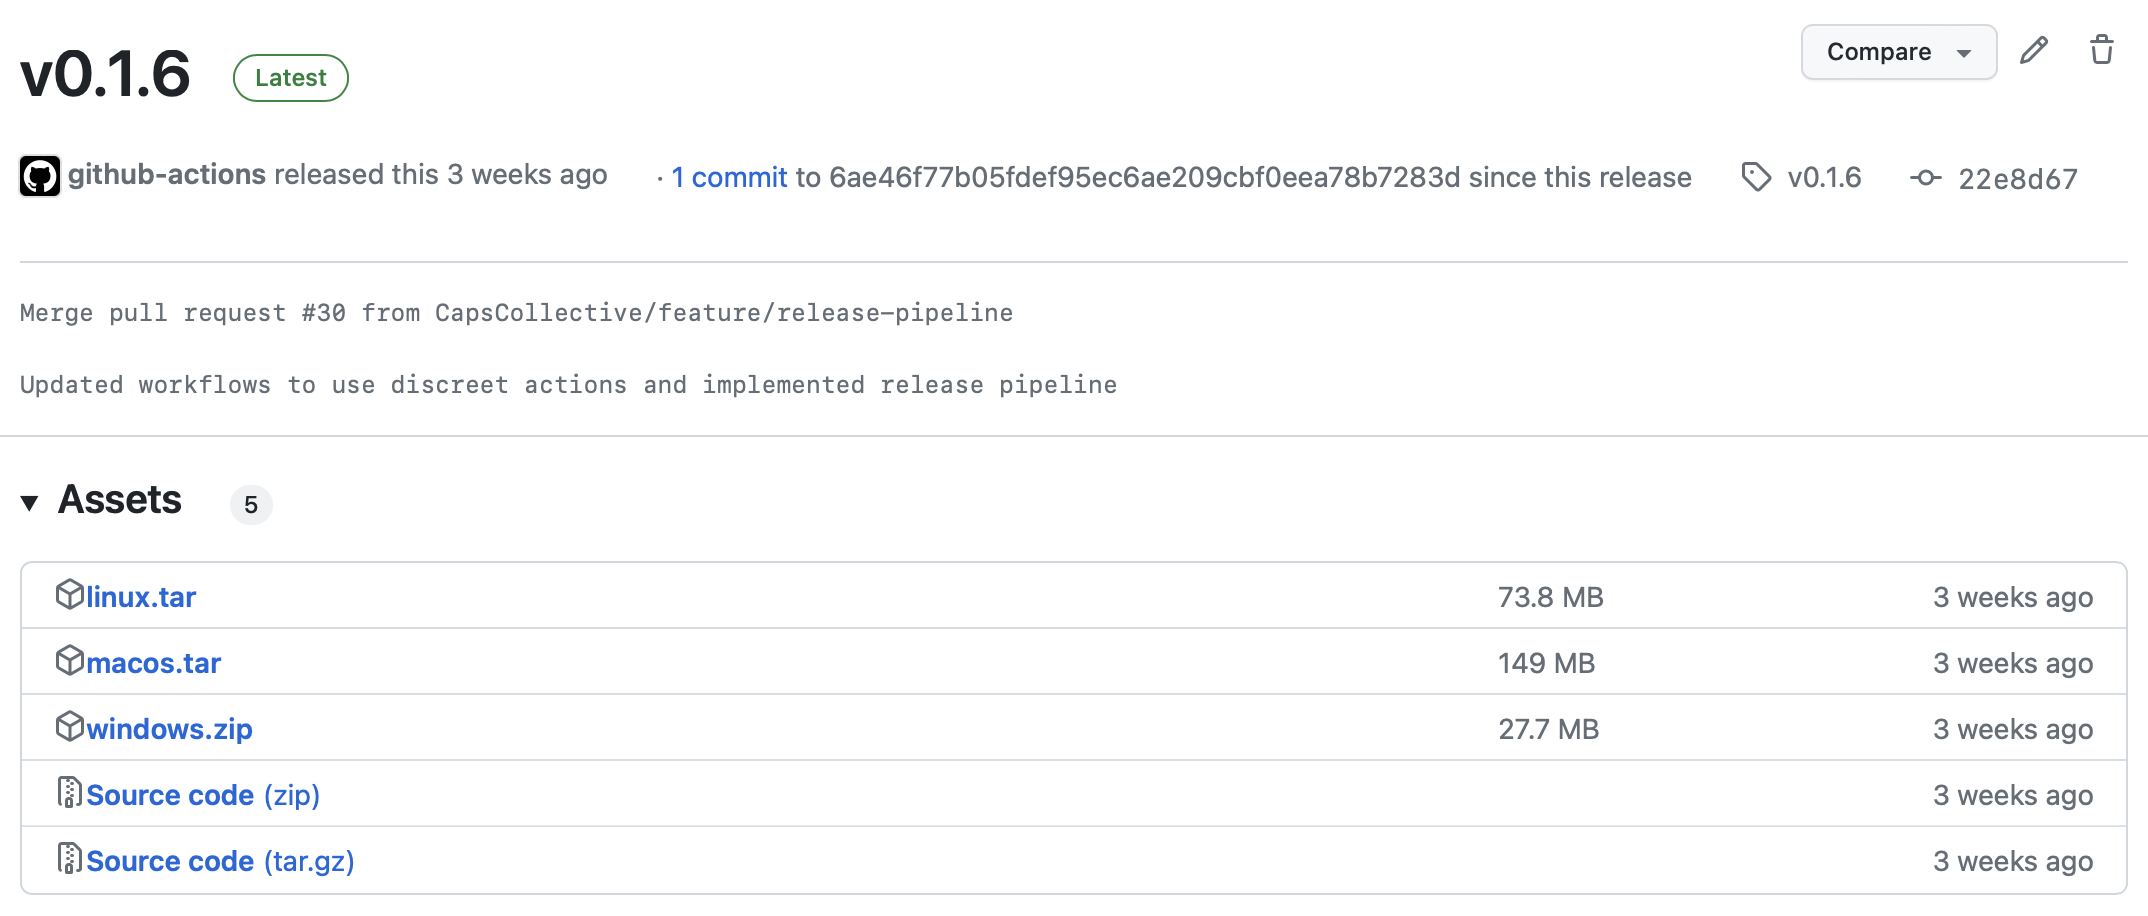 v0.1.6 Latest Compare
github-actions released this 3 weeks ago · 1 commit to 6ae46f77b05fdef95ec6ae209cbf0eea78b7283d since this release v0.1.6 22e8d67
Merge pull request #30 from CapsCollective/feature/release-pipeline
Updated workflows to use discreet actions and implemented release pipeline
Assets 5
linux.tar 73.8 MB 3 weeks ago
macos.tar 149 MB 3 weeks ago
windows.zip 27.7 MB 3 weeks ago
Source code (zip) 3 weeks ago
Source code (tar.gz) 3 weeks ago